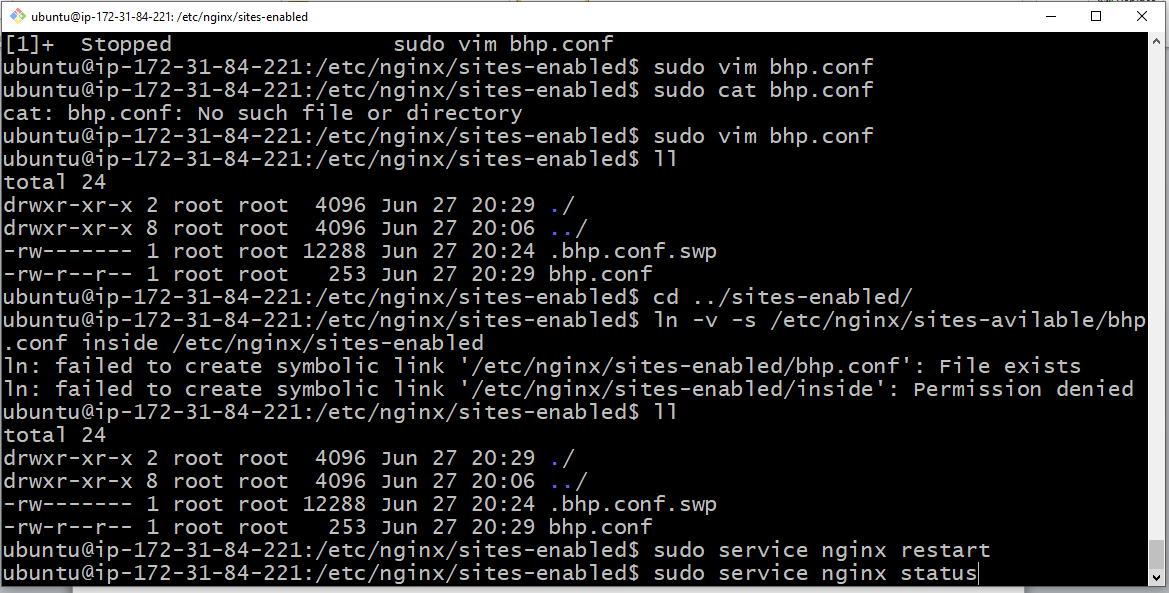 ubuntu@ip-172-31-84-221: /etc/nginx/sites-enabled
[1]+  Stopped                 sudo vim bhp.conf
ubuntu@ip-172-31-84-221:/etc/nginx/sites-enabled$ sudo vim bhp.conf
ubuntu@ip-172-31-84-221:/etc/nginx/sites-enabled$ sudo cat bhp.conf
cat: bhp.conf: No such file or directory
ubuntu@ip-172-31-84-221:/etc/nginx/sites-enabled$ sudo vim bhp.conf
ubuntu@ip-172-31-84-221:/etc/nginx/sites-enabled$ ll
total 24
drwxr-xr-x 2 root root  4096 Jun 27 20:29 ./
drwxr-xr-x 8 root root  4096 Jun 27 20:06 ../
-rw------- 1 root root 12288 Jun 27 20:24 .bhp.conf.swp
-rw-r--r-- 1 root root   253 Jun 27 20:29 bhp.conf
ubuntu@ip-172-31-84-221:/etc/nginx/sites-enabled$ cd ../sites-enabled/
ubuntu@ip-172-31-84-221:/etc/nginx/sites-enabled$ ln -v -s /etc/nginx/sites-avilable/bhp
.conf inside /etc/nginx/sites-enabled
ln: failed to create symbolic link '/etc/nginx/sites-enabled/bhp.conf': File exists
ln: failed to create symbolic link '/etc/nginx/sites-enabled/inside': Permission denied
ubuntu@ip-172-31-84-221:/etc/nginx/sites-enabled$ ll
total 24
drwxr-xr-x 2 root root  4096 Jun 27 20:29 ./
drwxr-xr-x 8 root root  4096 Jun 27 20:06 ../
-rw------- 1 root root 12288 Jun 27 20:24 .bhp.conf.swp
-rw-r--r-- 1 root root   253 Jun 27 20:29 bhp.conf
ubuntu@ip-172-31-84-221:/etc/nginx/sites-enabled$ sudo service nginx restart
ubuntu@ip-172-31-84-221:/etc/nginx/sites-enabled$ sudo service nginx status